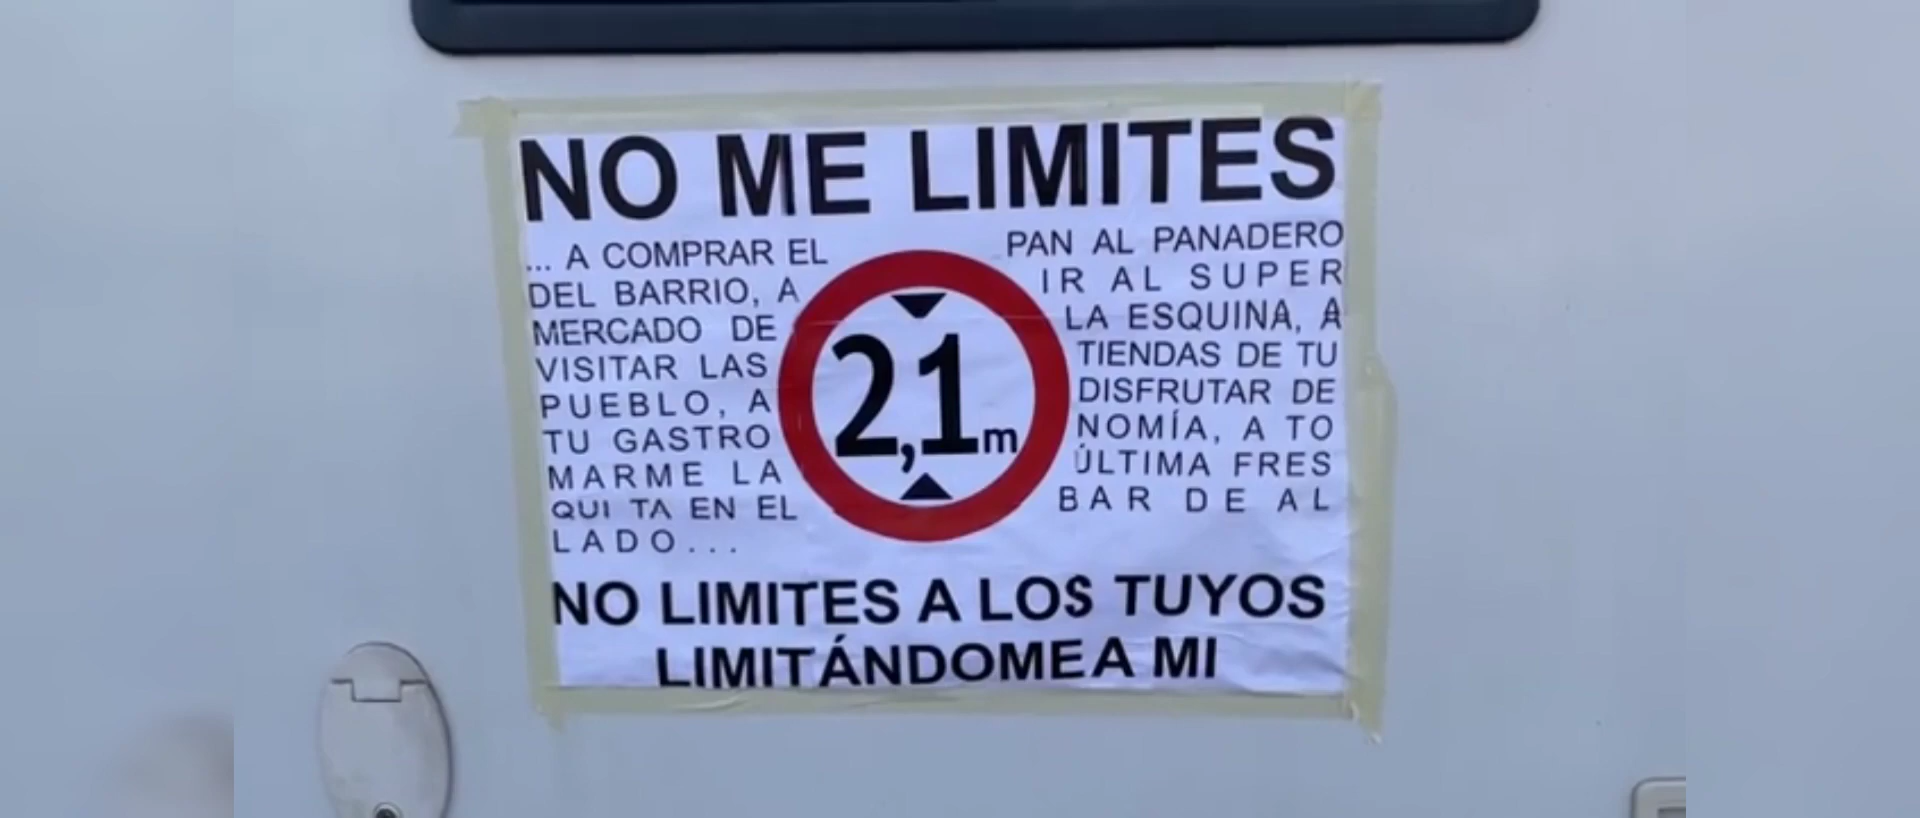 NO ME LIMITES
... A COMPRAR EL PAN AL PANADERO
DEL BARRIO, A IR AL SUPER
MERCADO DE LA ESQUINA, A
VISITAR LAS TIENDAS DE TU
PUEBLO, A DISFRUTAR DE
TU GASTRO NOMÍA, A TO
MARME LA ÚLTIMA FRES
QUI TA EN EL BAR DE AL
LADO...
2,1m
NO LIMITES A LOS TUYOS
LIMITÁNDOME A MI